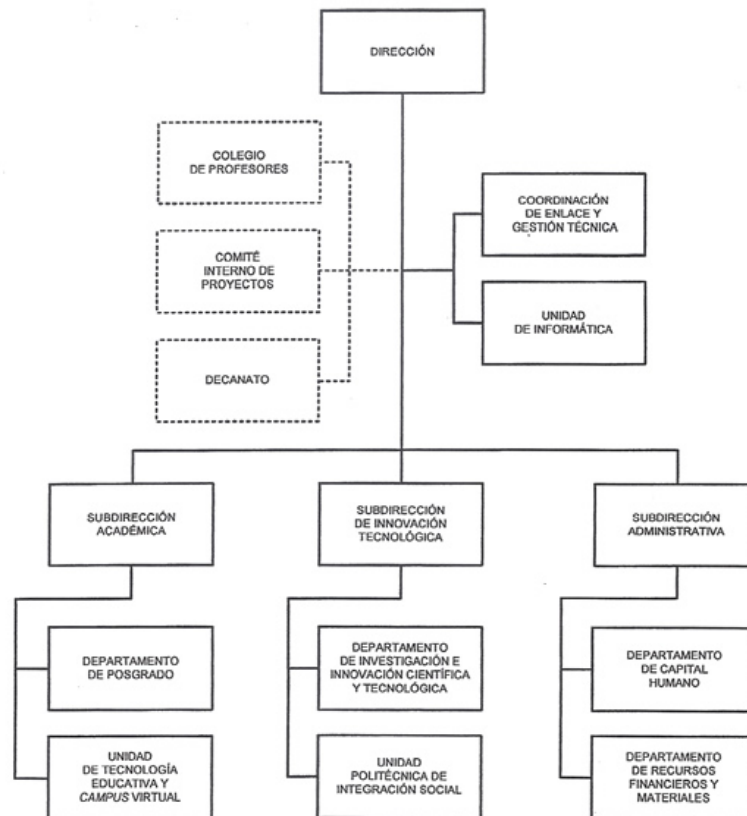 DIRECCIÓN
COLEGIO
DE PROFESORES
COORDINACIÓN
DE ENLACE Y
GESTIÓN TÉCNICA
COMITÉ
INTERNO DE
PROYECTOS
UNIDAD
DE INFORMÁTICA
DECANATO
SUBDIRECCIÓN
ACADÉMICA
SUBDIRECCIÓN
DE INNOVACIÓN
TECNOLÓGICA
SUBDIRECCIÓN
ADMINISTRATIVA
DEPARTAMENTO
DE POSGRADO
DEPARTAMENTO
DE INVESTIGACIÓN E
INNOVACIÓN CIENTÍFICA
Y TECNOLÓGICA
DEPARTAMENTO
DE CAPITAL
HUMANO
UNIDAD
DE TECNOLOGÍA
EDUCATIVA Y
CAMPUS VIRTUAL
UNIDAD
POLITÉCNICA DE
INTEGRACIÓN SOCIAL
DEPARTAMENTO
DE RECURSOS
FINANCIEROS Y
MATERIALES